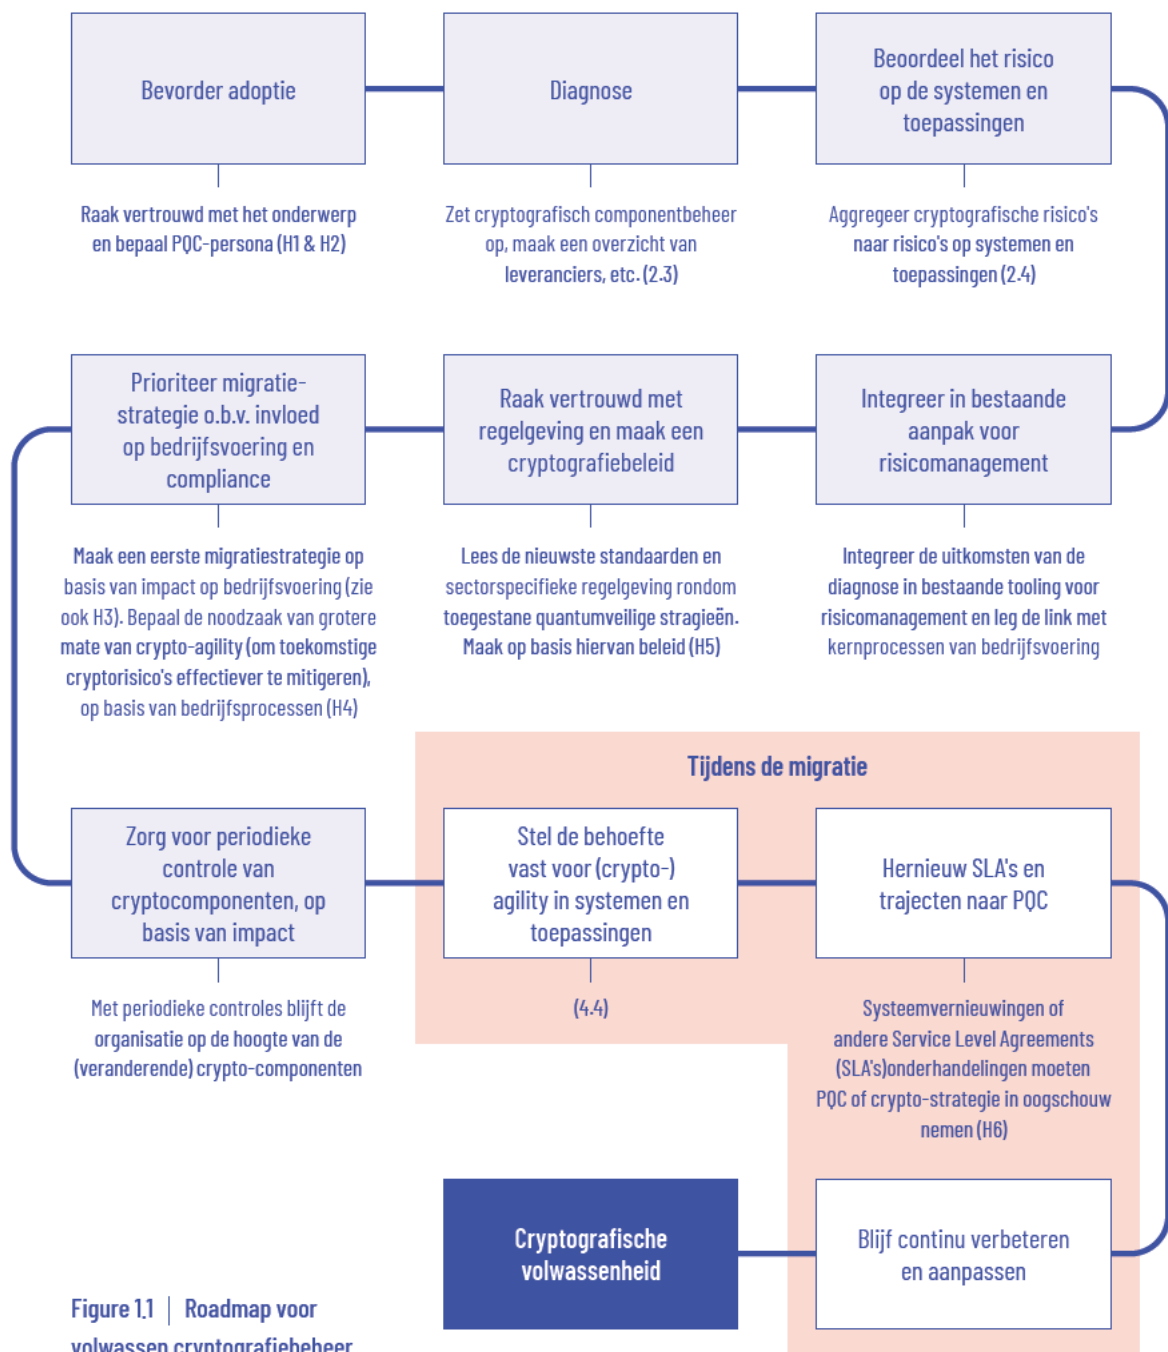 Bevorder adoptie
Raak vertrouwd met het onderwerp
en bepaal PQC-persona (H1 & H2)
Diagnose
Zet cryptografisch componentbeheer
op, maak een overzicht van
leveranciers, etc. (2.3)
Beoordeel het risico
op de systemen en
toepassingen
Aggregeer cryptografische risico's
naar risico's op systemen en
toepassingen (2.4)
Integreer in bestaande
aanpak voor
risicomanagement
Integreer de uitkomsten van de
diagnose in bestaande tooling voor
risicomanagement en leg de link met
kernprocessen van bedrijfsvoering
Raak vertrouwd met
regelgeving en maak een
cryptografiebeleid
Lees de nieuwste standaarden en
sectorspecifieke regelgeving rondom
toegestane quantumveilige stragieën.
Maak op basis hiervan beleid (H5)
Prioriteer migratie-
strategie o.b.v. invloed
op bedrijfsvoering en
compliance
Maak een eerste migratiestrategie op
basis van impact op bedrijfsvoering (zie
ook H3). Bepaal de noodzaak van grotere
mate van crypto-agility (om toekomstige
cryptorisico's effectiever te mitigeren),
op basis van bedrijfsprocessen (H4)
Zorg voor periodieke
controle van
cryptocomponenten, op
basis van impact
Met periodieke controles blijft de
organisatie op de hoogte van de
(veranderende) crypto-componenten
Tijdens de migratie
Stel de behoefte
vast voor (crypto-)
agility in systemen en
toepassingen
(4.4)
Hernieuw SLA's en
trajecten naar PQC
Systeemvernieuwingen of
andere Service Level Agreements
(SLA's)onderhandelingen moeten
PQC of crypto-strategie in oogschouw
nemen (H6)
Blijf continu verbeteren
en aanpassen
Cryptografische
volwassenheid
Figure 1.1 | Roadmap voor
volwassen cryptografiebeheer